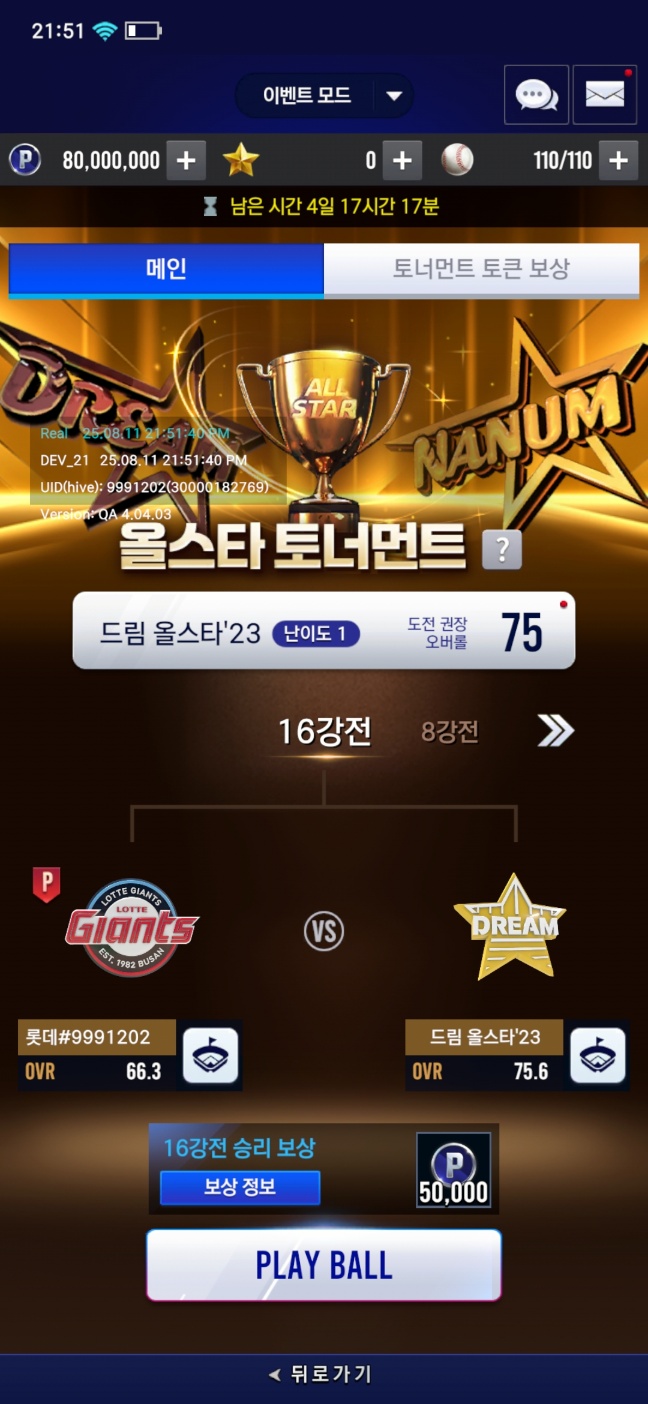 21:51
이벤트 모드
P 80,000,000 + 0 + 110/110 +
남은 시간 4일 17시간 17분
메인 토너먼트 토큰 보상
ALL
STAR
NANUM
Real 25.08.11 21:51:40 PM
DEV_21 25.08.11 21:51:40 PM
UID(hive): 9991202(30000182769)
Version: QA 4.04.03
올스타 토너먼트 ?
드림 올스타'23 난이도 1 도전 권장
오버롤 75
16강전 8강전
P
LOTTE GIANTS
LOTTE
Giants
EST. 1982 BUSAN
VS
DREAM
롯데#9991202
OVR 66.3
드림 올스타'23
OVR 75.6
16강전 승리 보상
보상 정보
P
50,000
PLAY BALL
뒤로가기